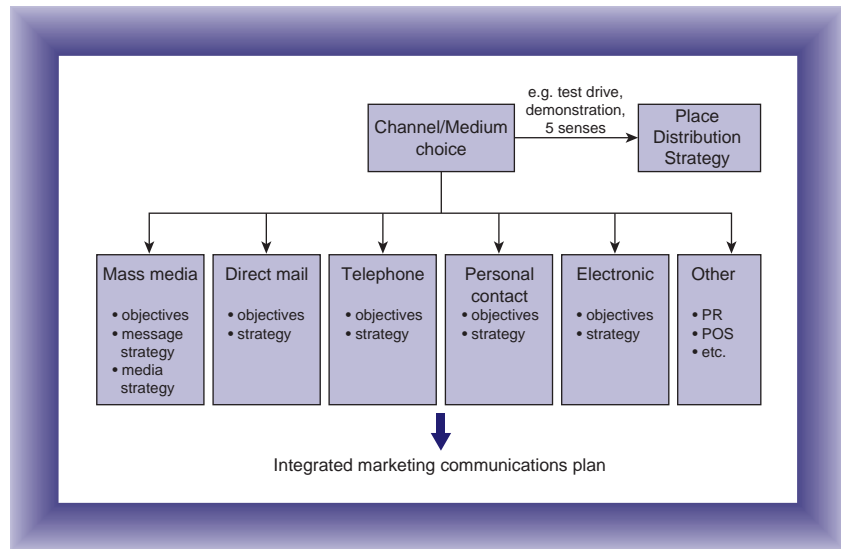 e.g. test drive,
demonstration,
5 senses
Channel/Medium
choice
Place
Distribution
Strategy
Mass media
• objectives
• message
strategy
• media
strategy
Direct mail
• objectives
• strategy
Telephone
• objectives
• strategy
Personal
contact
• objectives
• strategy
Electronic
• objectives
• strategy
Other
• PR
• POS
• etc.
Integrated marketing communications plan